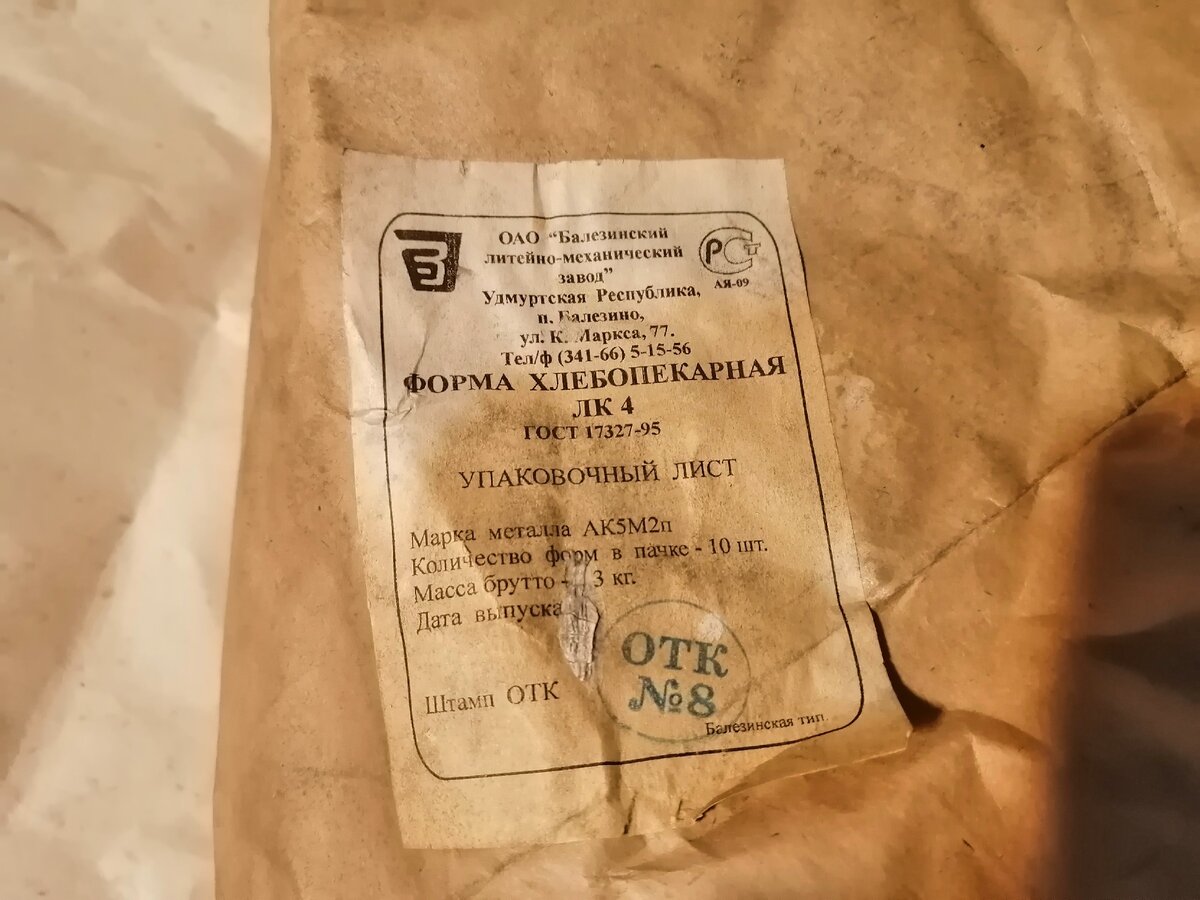 ОАО “Балезинский
литейно-механический
завод”
Удмуртская Республика,
п. Балезино,
ул. К. Маркса, 77.
Тел/ф (341-66) 5-15-56
РСТ
АЯ-09
ФОРМА ХЛЕБОПЕКАРНАЯ
ЛК 4
ГОСТ 17327-95
УПАКОВОЧНЫЙ ЛИСТ
Марка металла АК5М2п
Количество форм в пачке - 10 шт.
Масса брутто - 3 кг.
Дата выпуска
Штамп ОТК
ОТК
№8
Балезинская тип.